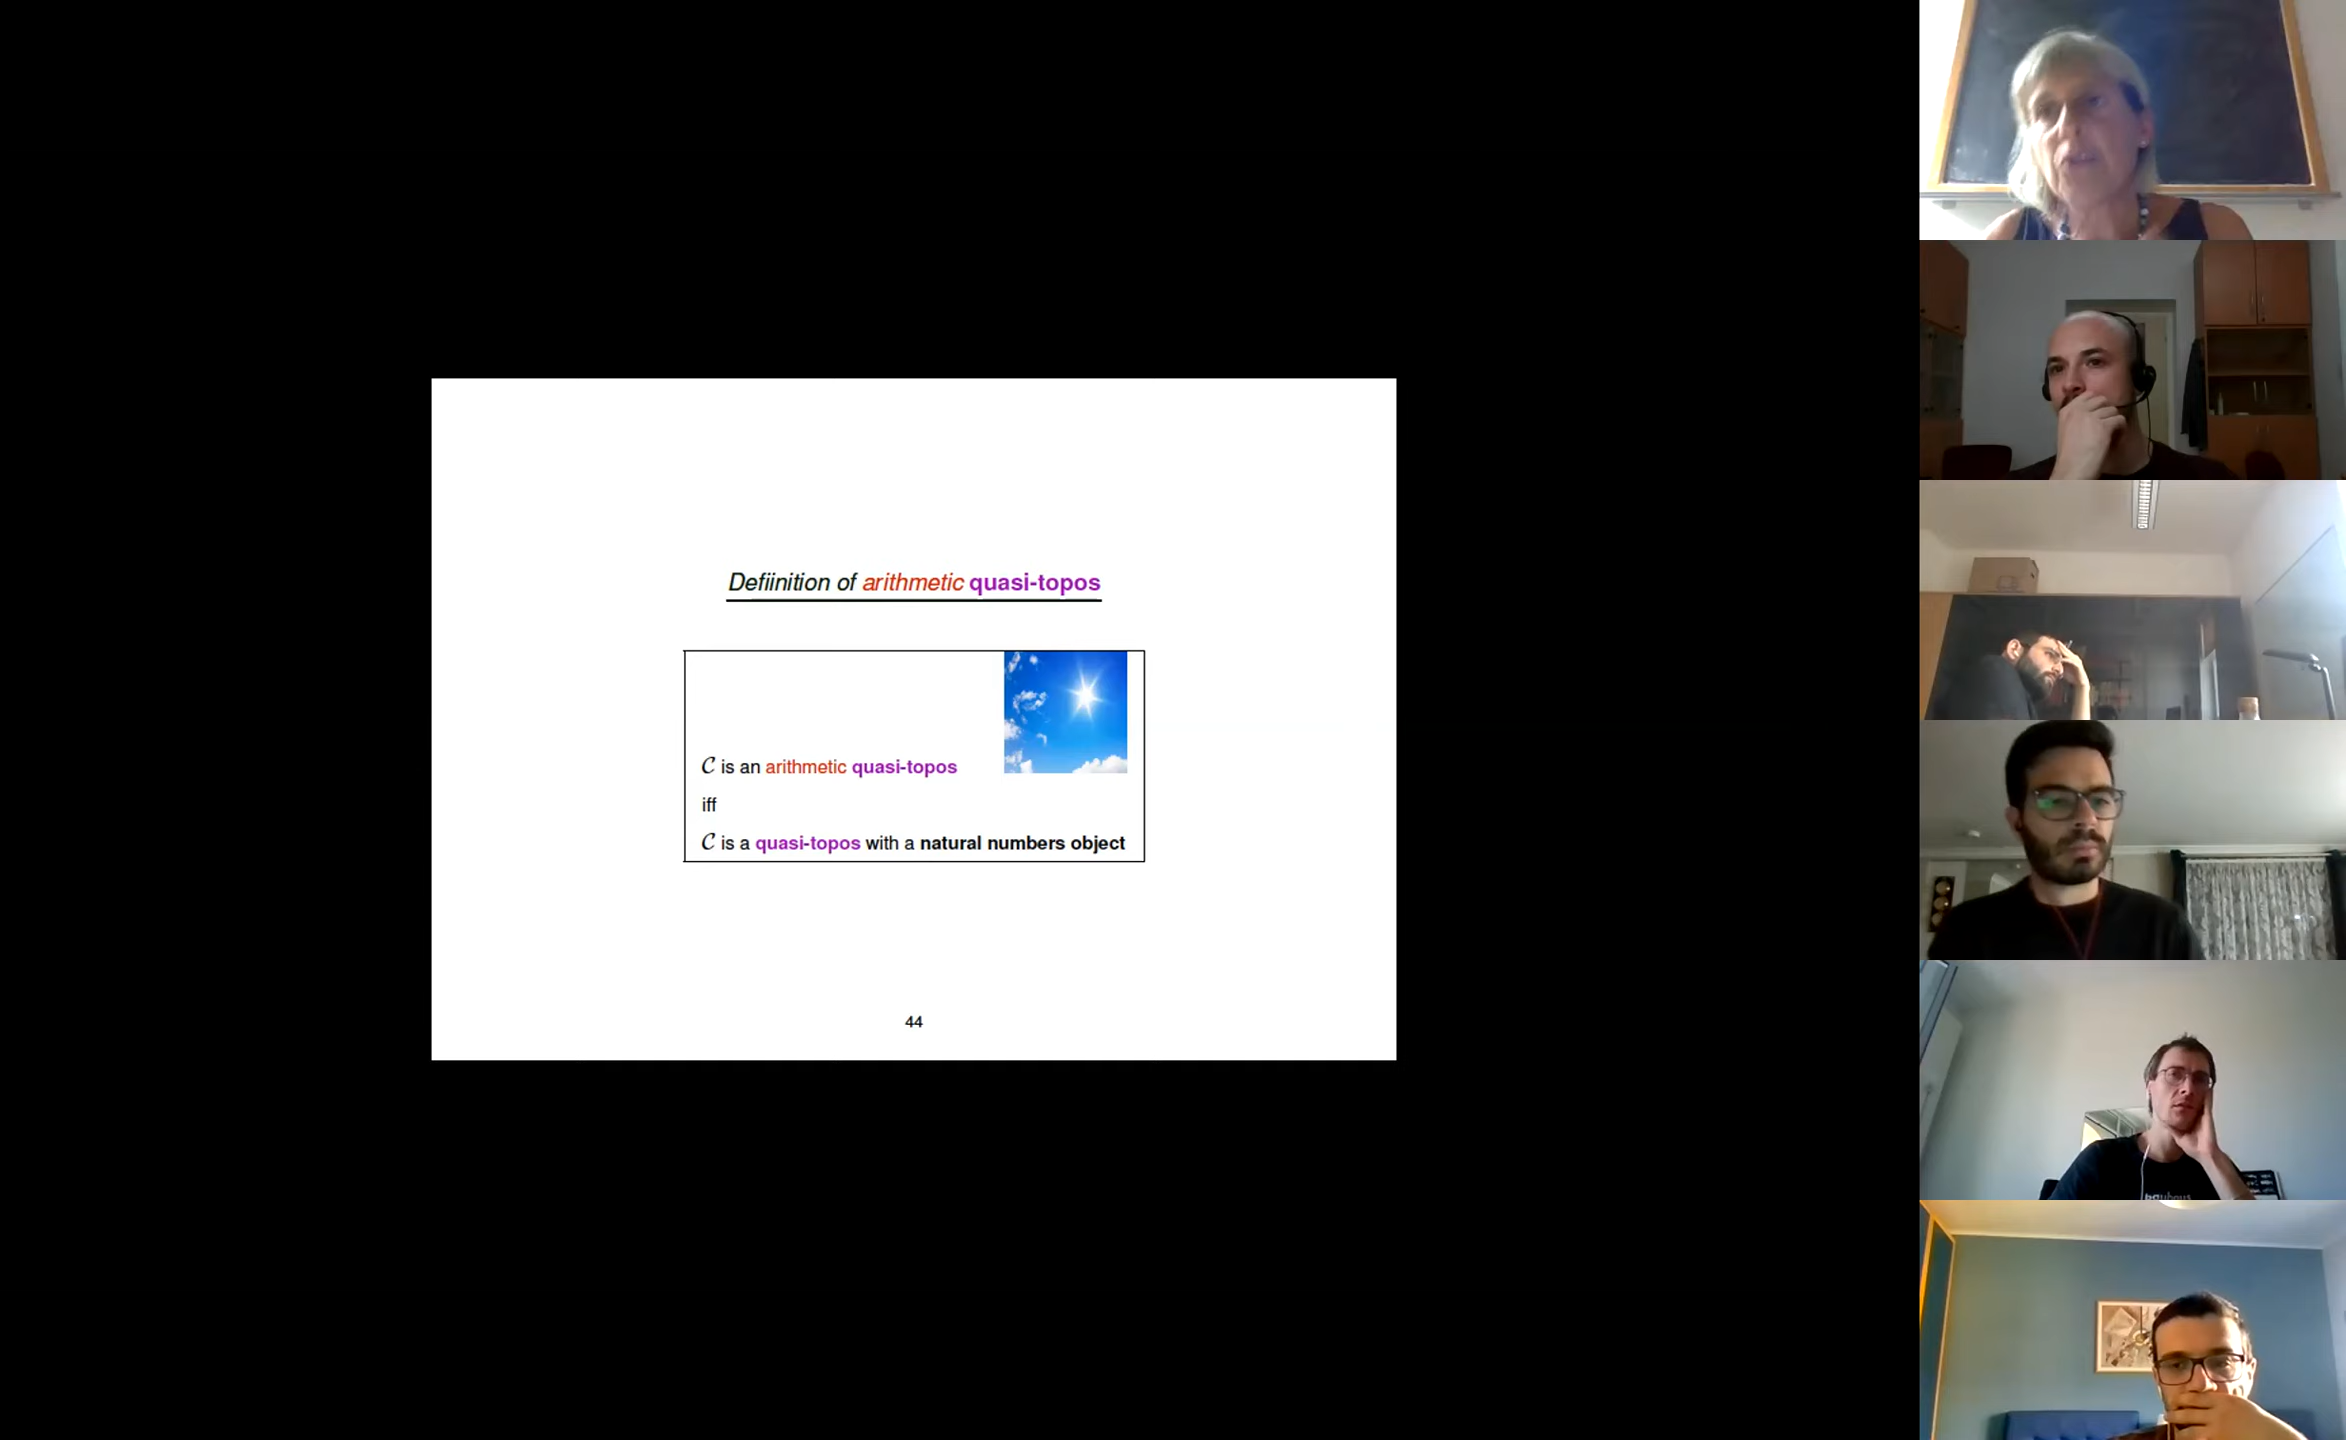 Defiinition of arithmetic quasi-topos
𝒞 is an arithmetic quasi-topos
iff
𝒞 is a quasi-topos with a natural numbers object
44